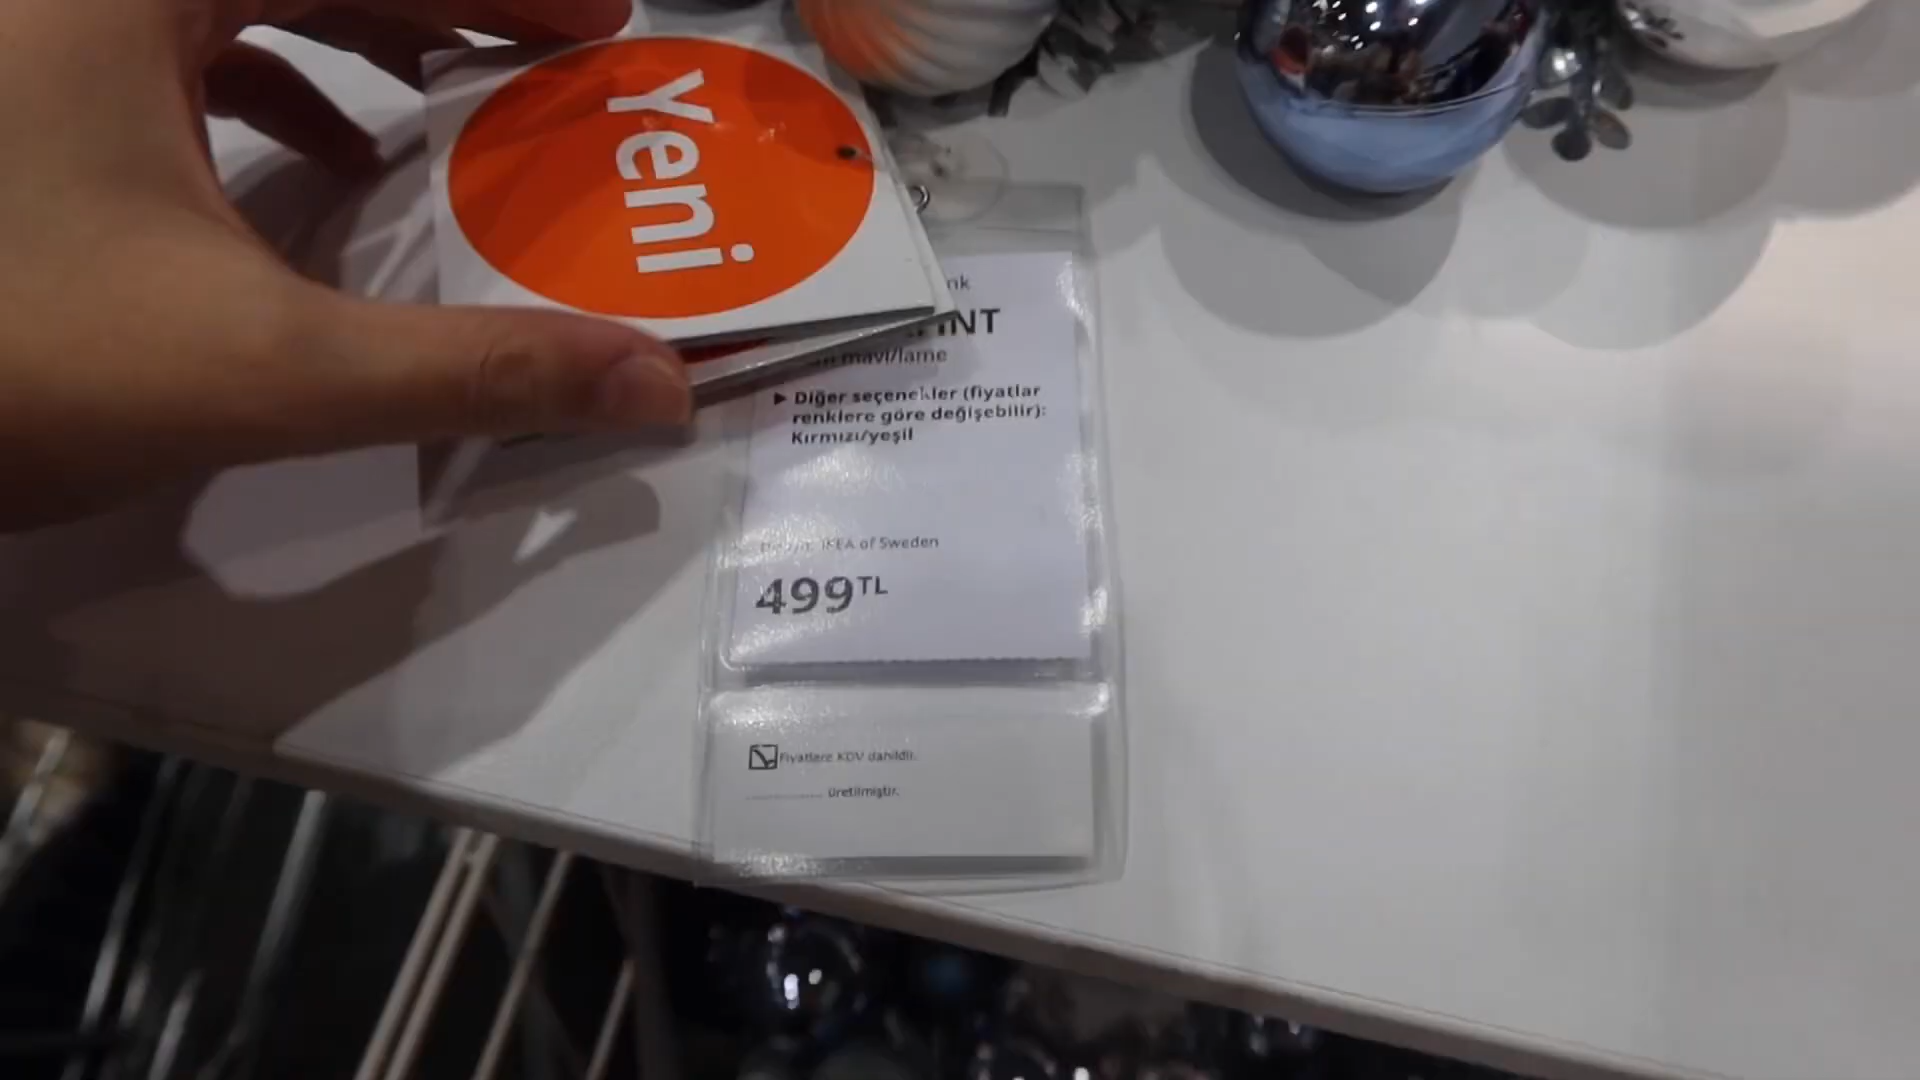 Yeni
mavi/lame
► Diğer seçenekler (fiyatlar
renklere göre değişebilir):
Kırmızı/yeşil
IKEA of Sweden
499TL
Fiyatlara KDV dahildir.
üretilmiştir.